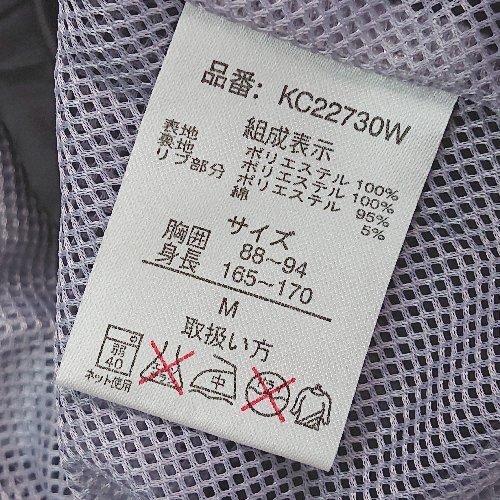 品番: KC22730W
組成表示
表地 ポリエステル 100%
裏地 ポリエステル 100%
リブ部分 ポリエステル 95%
綿 5%
サイズ
胸囲 88~94
身長 165~170
M
取扱い方
弱
40
ネット使用
中